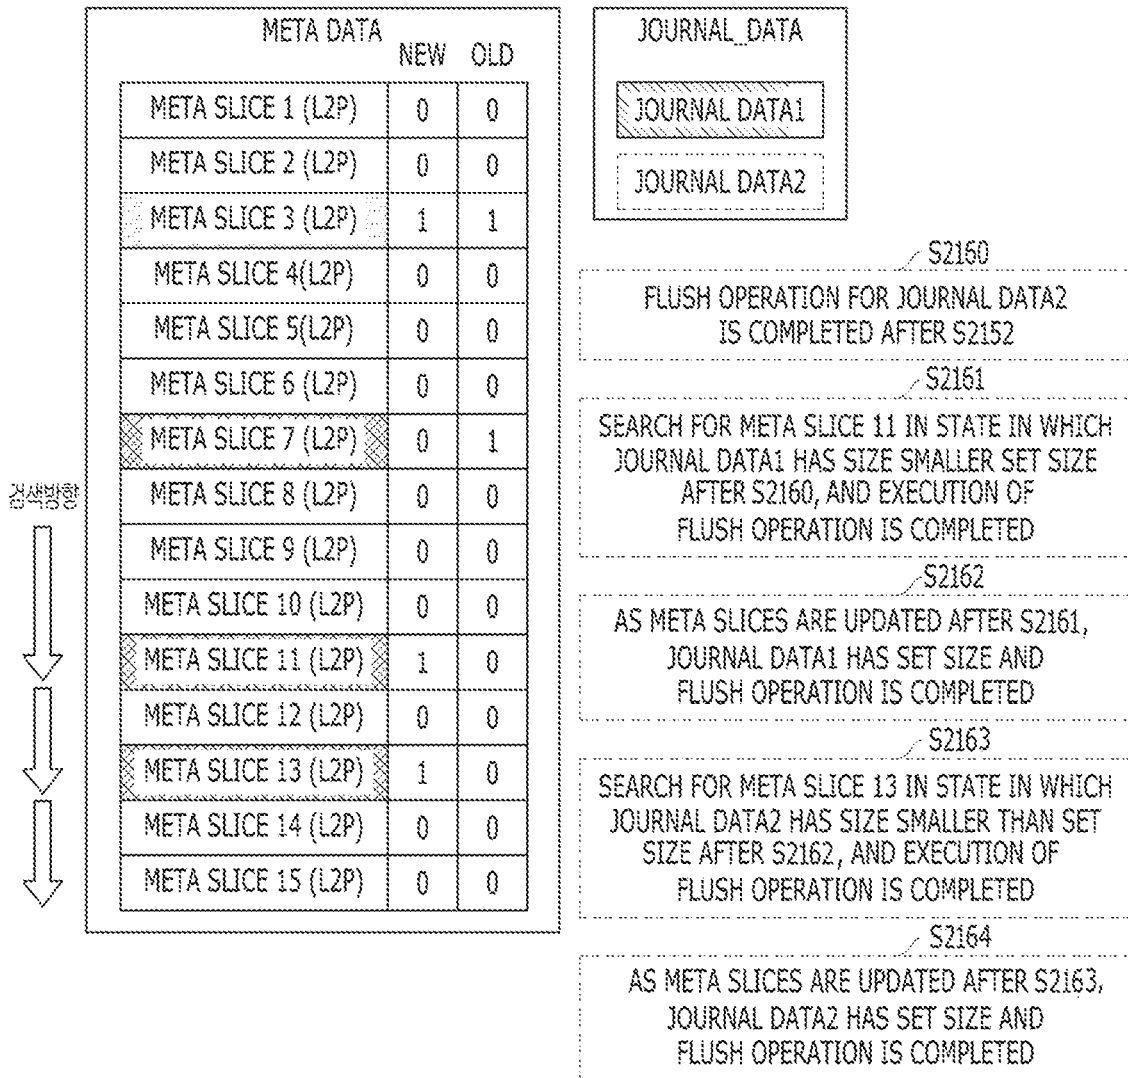 META DATA
NEW OLD
META SLICE 1 (L2P) 0 0
META SLICE 2 (L2P) 0 0
META SLICE 3 (L2P) 1 1
META SLICE 4(L2P) 0 0
META SLICE 5(L2P) 0 0
META SLICE 6 (L2P) 0 0
META SLICE 7 (L2P) 0 1
META SLICE 8 (L2P) 0 0
META SLICE 9 (L2P) 0 0
META SLICE 10 (L2P) 0 0
META SLICE 11 (L2P) 1 0
META SLICE 12 (L2P) 0 0
META SLICE 13 (L2P) 1 0
META SLICE 14 (L2P) 0 0
META SLICE 15 (L2P) 0 0
검색방향
JOURNAL_DATA
JOURNAL DATA1
JOURNAL DATA2
S2160
FLUSH OPERATION FOR JOURNAL DATA2
IS COMPLETED AFTER S2152
S2161
SEARCH FOR META SLICE 11 IN STATE IN WHICH
JOURNAL DATA1 HAS SIZE SMALLER SET SIZE
AFTER S2160, AND EXECUTION OF
FLUSH OPERATION IS COMPLETED
S2162
AS META SLICES ARE UPDATED AFTER S2161,
JOURNAL DATA1 HAS SET SIZE AND
FLUSH OPERATION IS COMPLETED
S2163
SEARCH FOR META SLICE 13 IN STATE IN WHICH
JOURNAL DATA2 HAS SIZE SMALLER THAN SET
SIZE AFTER S2162, AND EXECUTION OF
FLUSH OPERATION IS COMPLETED
S2164
AS META SLICES ARE UPDATED AFTER S2163,
JOURNAL DATA2 HAS SET SIZE AND
FLUSH OPERATION IS COMPLETED